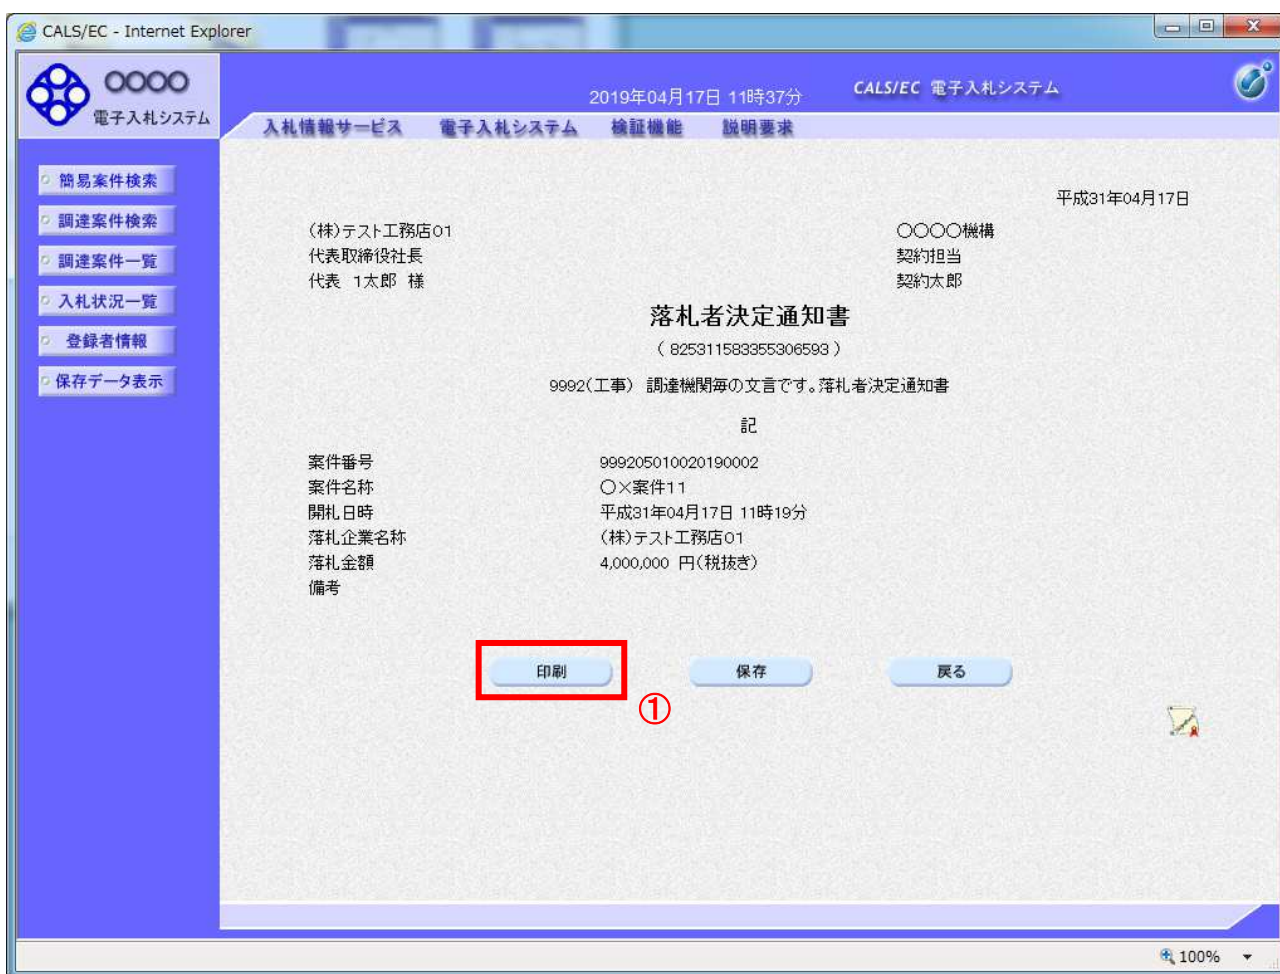 CALS/EC - Internet Explorer
〇〇〇〇
電子入札システム
2019年04月17日 11時37分
CALS/EC 電子入札システム
入札情報サービス 電子入札システム 検証機能 説明要求
簡易案件検索
調達案件検索
調達案件一覧
入札状況一覧
登録者情報
保存データ表示
平成31年04月17日
(株)テスト工務店01
代表取締役社長
代表 1太郎 様
〇〇〇〇機構
契約担当
契約太郎
落札者決定通知書
( 825311583355306593 )
9992(工事) 調達機関毎の文言です。落札者決定通知書
記
案件番号 999205010020190002
案件名称 〇×案件11
開札日時 平成31年04月17日 11時19分
落札企業名称 (株)テスト工務店01
落札金額 4,000,000 円(税抜き)
備考
印刷 保存 戻る
①
100%